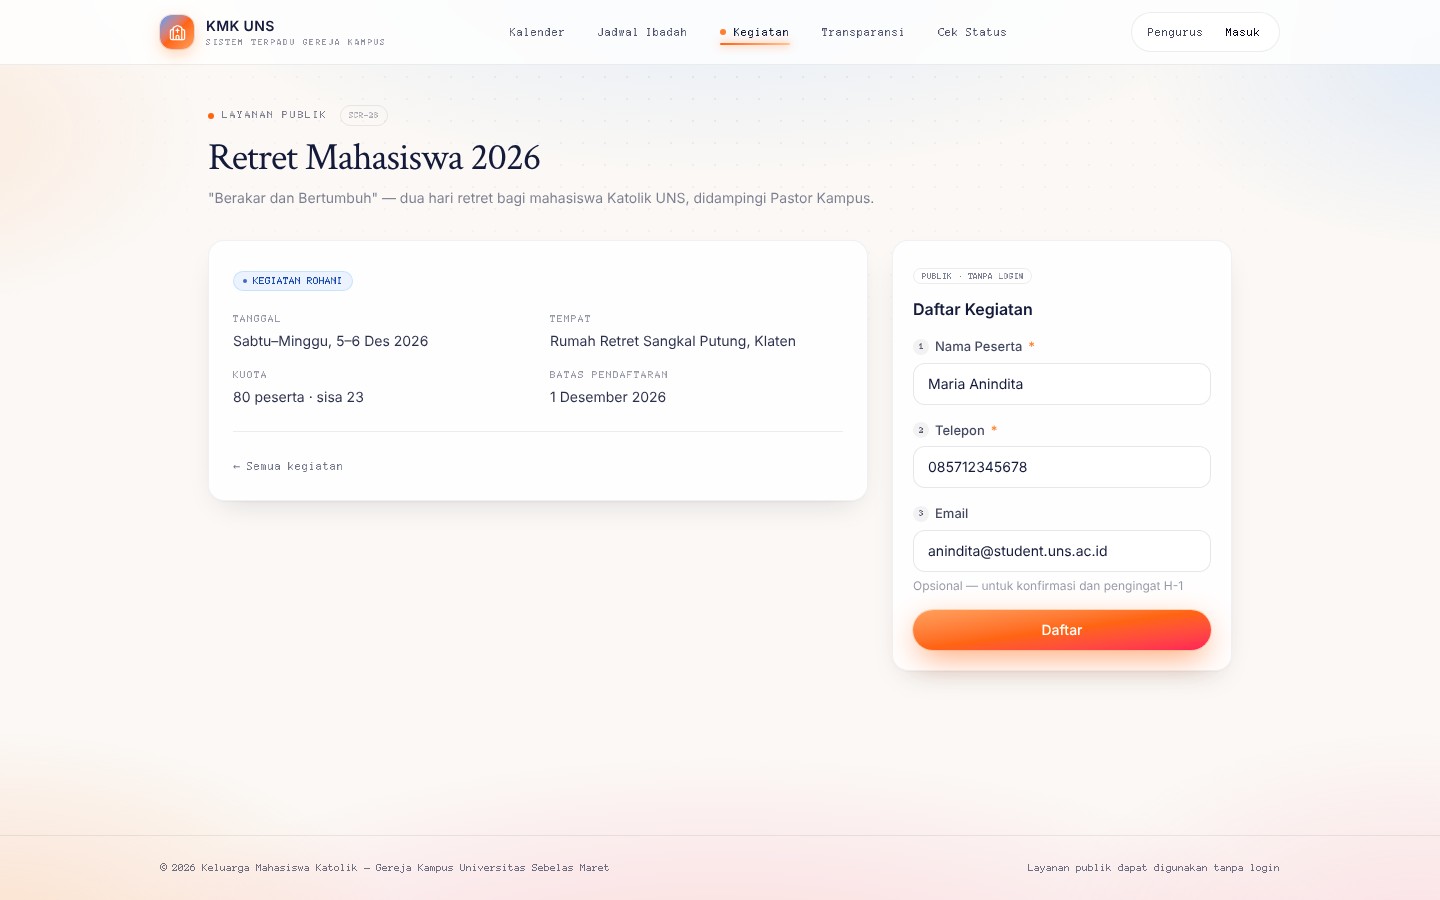 KMK UNS
SISTEM TERPADU GEREJA KAMPUS
Kalender
Jadwal Ibadah
Kegiatan
Transparansi
Cek Status
Pengurus
Masuk
LAYANAN PUBLIK
SCR-23
Retret Mahasiswa 2026
"Berakar dan Bertumbuh" — dua hari retret bagi mahasiswa Katolik UNS, didampingi Pastor Kampus.
KEGIATAN ROHANI
TANGGAL
Sabtu–Minggu, 5–6 Des 2026
TEMPAT
Rumah Retret Sangkal Putung, Klaten
KUOTA
80 peserta · sisa 23
BATAS PENDAFTARAN
1 Desember 2026
← Semua kegiatan
PUBLIK · TANPA LOGIN
Daftar Kegiatan
1 Nama Peserta *
Maria Anindita
2 Telepon *
085712345678
3 Email
anindita@student.uns.ac.id
Opsional — untuk konfirmasi dan pengingat H-1
Daftar
© 2026 Keluarga Mahasiswa Katolik — Gereja Kampus Universitas Sebelas Maret
Layanan publik dapat digunakan tanpa login